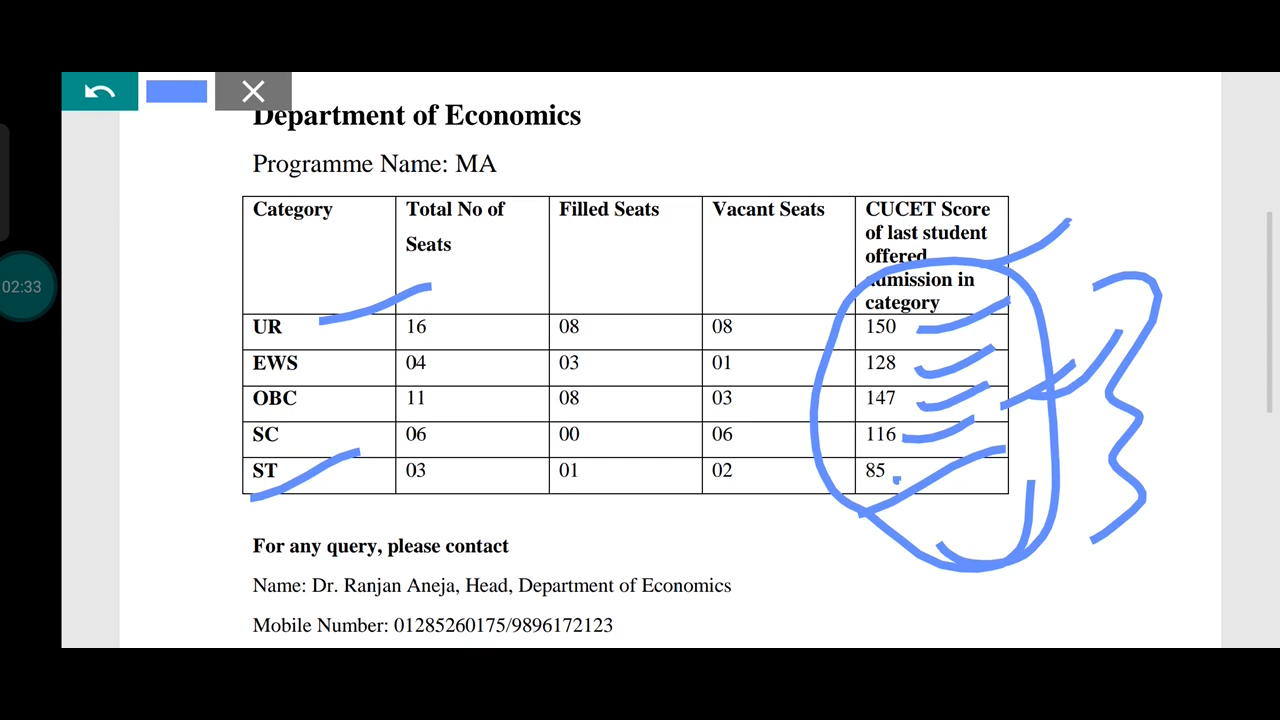 Department of Economics
Programme Name: MA
Category Total No of Seats Filled Seats Vacant Seats CUCET Score of last student offered admission in category
UR 16 08 08 150
EWS 04 03 01 128
OBC 11 08 03 147
SC 06 00 06 116
ST 03 01 02 85
For any query, please contact
Name: Dr. Ranjan Aneja, Head, Department of Economics
Mobile Number: 01285260175/9896172123
02:33